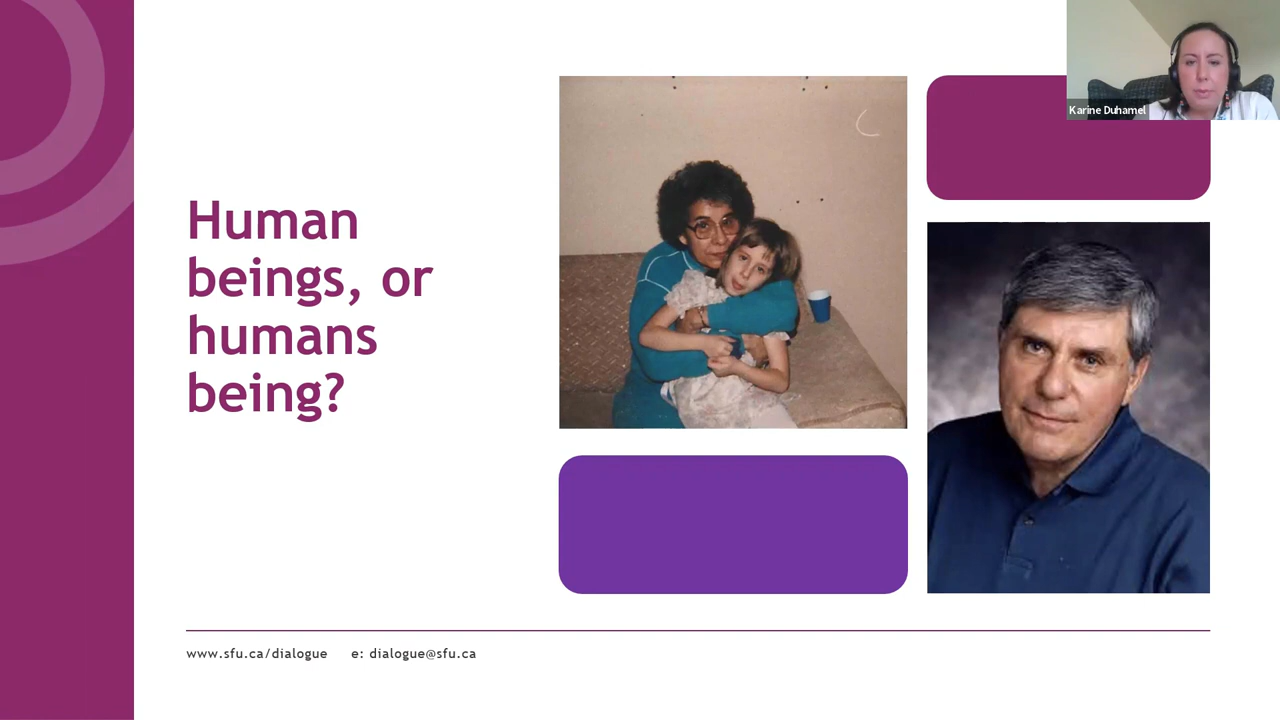 Karine Duhamel
Human
beings, or
humans
being?
www.sfu.ca/dialogue e: dialogue@sfu.ca